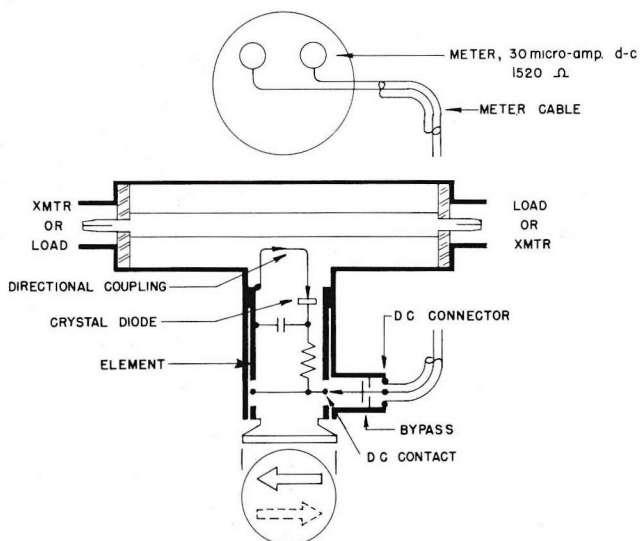 METER, 30 micro-amp. d-c
1520 Ω
METER CABLE
XMTR
OR
LOAD
LOAD
OR
XMTR
DIRECTIONAL COUPLING
CRYSTAL DIODE
ELEMENT
DC CONNECTOR
BYPASS
DC CONTACT